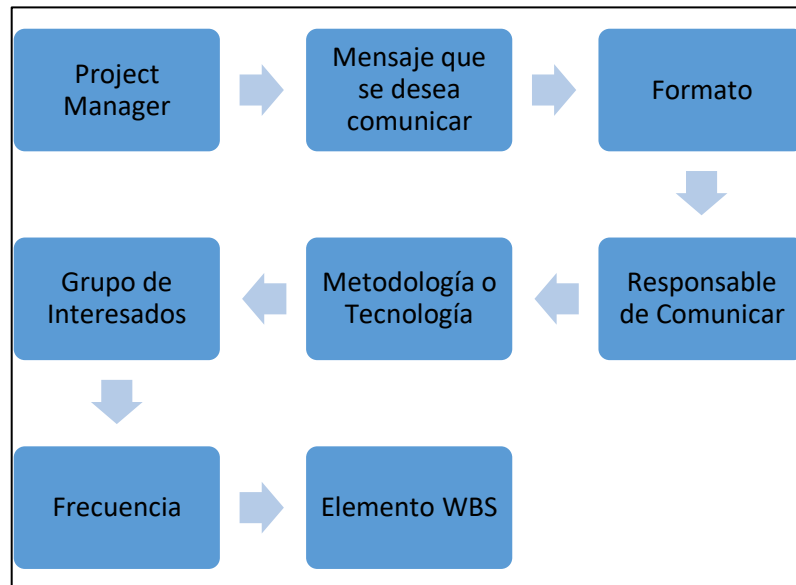 Project
Manager
Mensaje que
se desea
comunicar
Formato
Responsable
de Comunicar
Metodología o
Tecnología
Grupo de
Interesados
Frecuencia
Elemento WBS